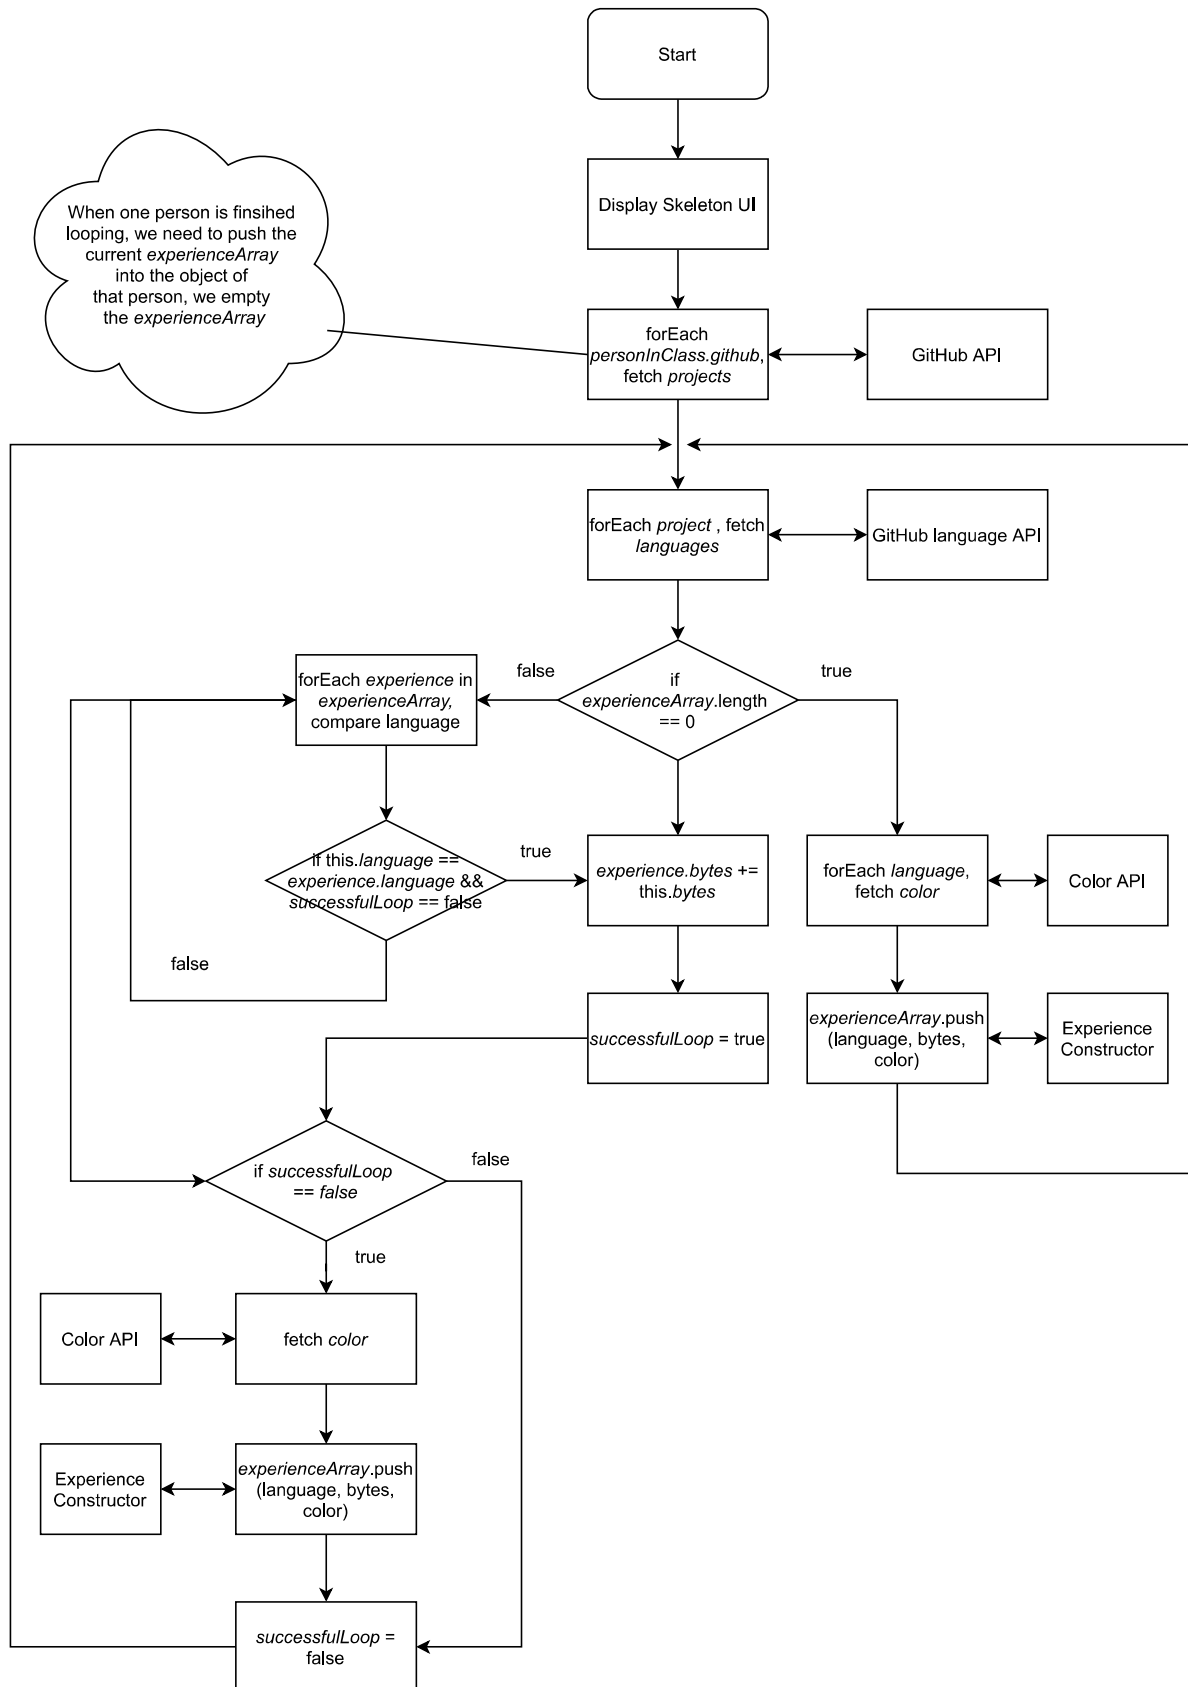 Start
Display Skeleton UI
When one person is finsihed
looping, we need to push the
current experienceArray
into the object of
that person, we empty
the experienceArray
forEach
personInClass.github,
fetch projects
GitHub API
forEach project , fetch
languages
GitHub language API
if
experienceArray.length
== 0
false
true
forEach experience in
experienceArray,
compare language
if this.language ==
experience.language &&
successfulLoop == false
true
false
experience.bytes +=
this.bytes
forEach language,
fetch color
Color API
successfulLoop = true
experienceArray.push
(language, bytes,
color)
Experience
Constructor
if successfulLoop
== false
false
true
Color API
fetch color
Experience
Constructor
experienceArray.push
(language, bytes,
color)
successfulLoop =
false